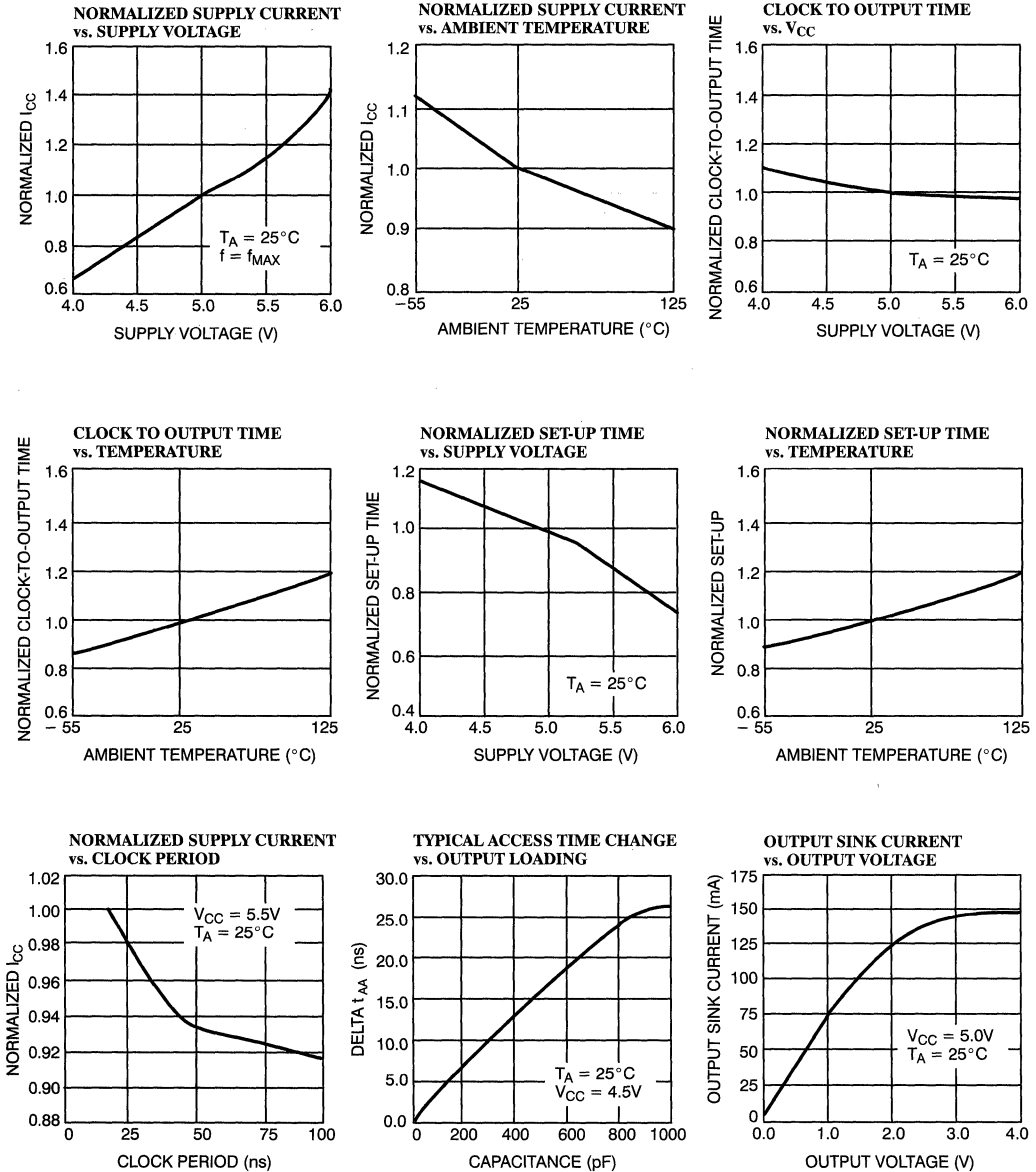 NORMALIZED SUPPLY CURRENT
vs. SUPPLY VOLTAGE
NORMALIZED ICC
1.6
1.4
1.2
1.0
0.8
0.6
TA = 25°C
f = fMAX
4.0 4.5 5.0 5.5 6.0
SUPPLY VOLTAGE (V)
NORMALIZED SUPPLY CURRENT
vs. AMBIENT TEMPERATURE
NORMALIZED ICC
1.2
1.1
1.0
0.9
0.8
−55 25 125
AMBIENT TEMPERATURE (°C)
CLOCK TO OUTPUT TIME
vs. VCC
NORMALIZED CLOCK-TO-OUTPUT TIME
1.6
1.4
1.2
1.0
0.8
0.6
TA = 25°C
4.0 4.5 5.0 5.5 6.0
SUPPLY VOLTAGE (V)
CLOCK TO OUTPUT TIME
vs. TEMPERATURE
NORMALIZED CLOCK-TO-OUTPUT TIME
1.6
1.4
1.2
1.0
0.8
0.6
− 55 25 125
AMBIENT TEMPERATURE (°C)
NORMALIZED SET-UP TIME
vs. SUPPLY VOLTAGE
NORMALIZED SET-UP TIME
1.2
1.0
0.8
0.6
0.4
TA = 25°C
4.0 4.5 5.0 5.5 6.0
SUPPLY VOLTAGE (V)
NORMALIZED SET-UP TIME
vs. TEMPERATURE
NORMALIZED SET-UP
1.6
1.4
1.2
1.0
0.8
0.6
− 55 25 125
AMBIENT TEMPERATURE (°C)
NORMALIZED SUPPLY CURRENT
vs. CLOCK PERIOD
NORMALIZED ICC
1.02
1.00
0.98
0.96
0.94
0.92
0.90
0.88
VCC = 5.5V
TA = 25°C
0 25 50 75 100
CLOCK PERIOD (ns)
TYPICAL ACCESS TIME CHANGE
vs. OUTPUT LOADING
DELTA tAA (ns)
30.0
25.0
20.0
15.0
10.0
5.0
0.0
TA = 25°C
VCC = 4.5V
0 200 400 600 800 1000
CAPACITANCE (pF)
OUTPUT SINK CURRENT
vs. OUTPUT VOLTAGE
OUTPUT SINK CURRENT (mA)
175
150
125
100
75
50
25
0
VCC = 5.0V
TA = 25°C
0.0 1.0 2.0 3.0 4.0
OUTPUT VOLTAGE (V)